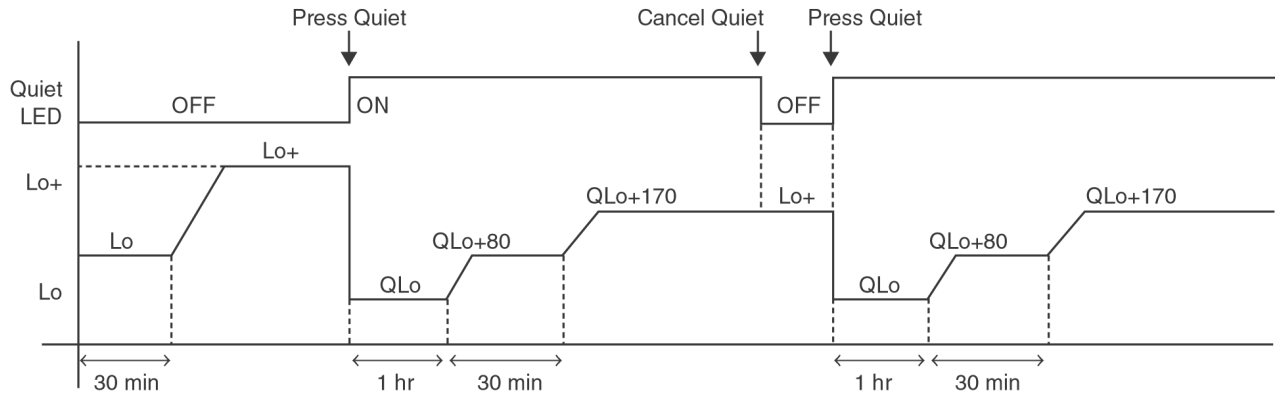 Press Quiet
Cancel Quiet
Press Quiet
Quiet
LED
OFF
ON
OFF
Lo+
Lo+
QLo+170
Lo+
QLo+170
Lo
QLo+80
QLo+80
Lo
QLo
QLo
30 min
1 hr
30 min
1 hr
30 min